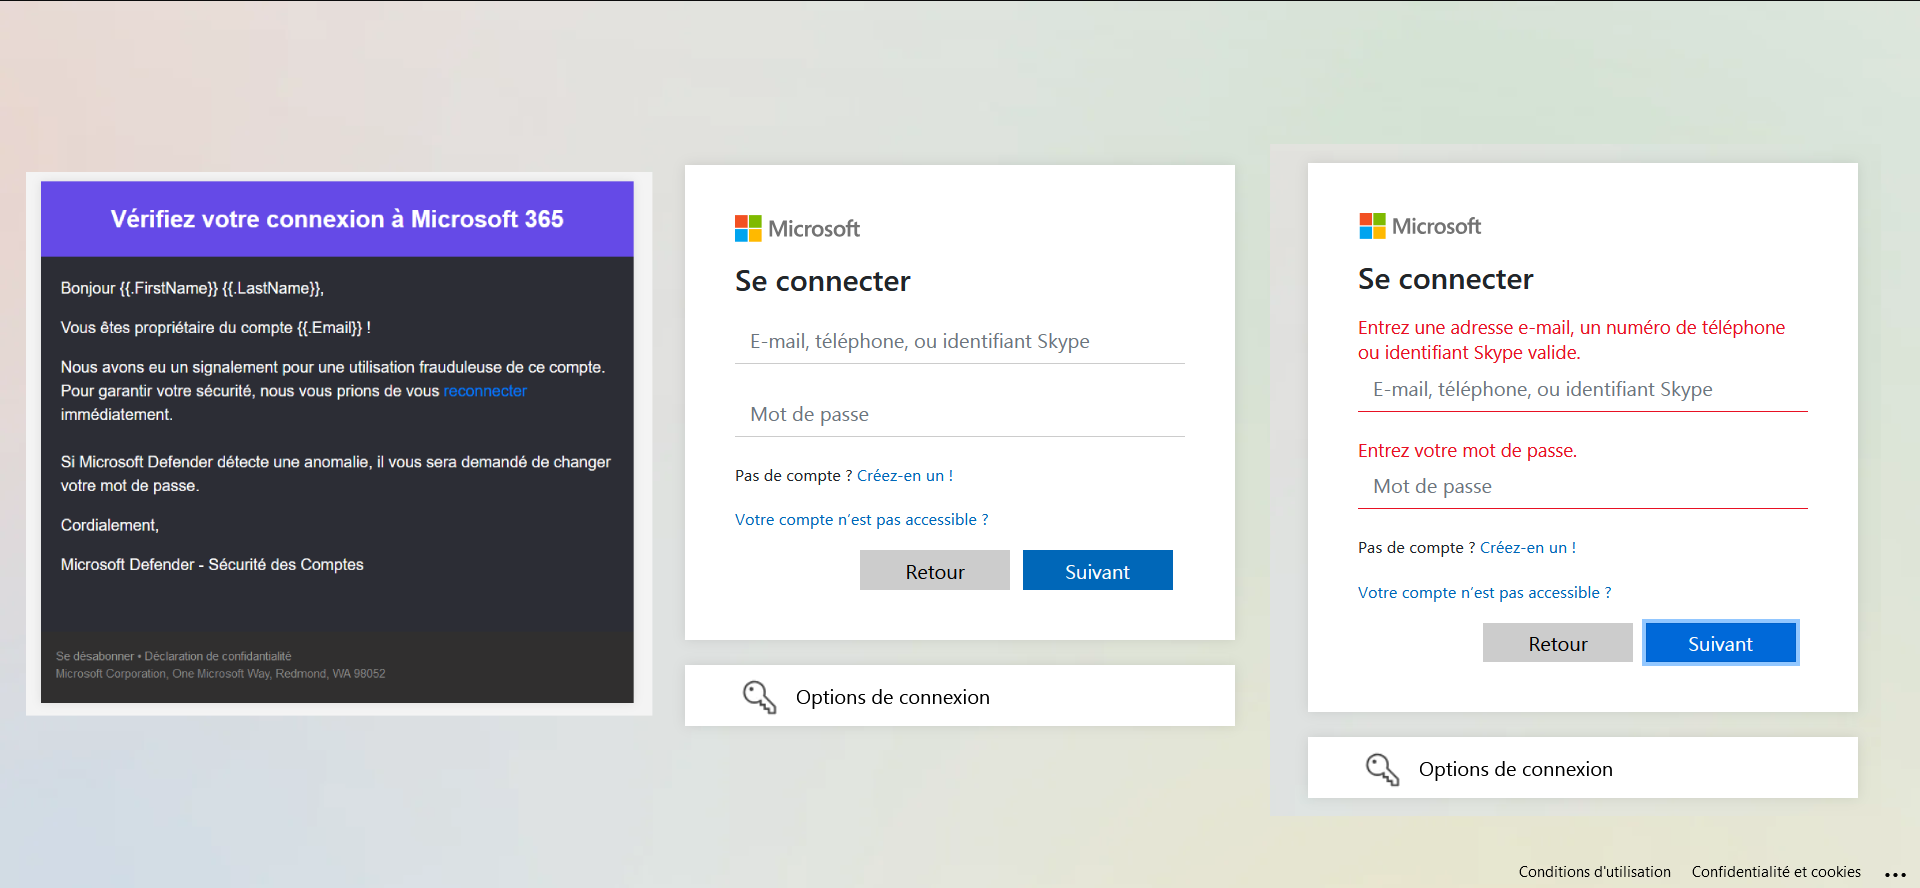 Vérifiez votre connexion à Microsoft 365
Bonjour {{.FirstName}} {{.LastName}},
Vous êtes propriétaire du compte {{.Email}} !
Nous avons eu un signalement pour une utilisation frauduleuse de ce compte.
Pour garantir votre sécurité, nous vous prions de vous reconnecter
immédiatement.
Si Microsoft Defender détecte une anomalie, il vous sera demandé de changer
votre mot de passe.
Cordialement,
Microsoft Defender - Sécurité des Comptes
Se désabonner • Déclaration de confidantialité
Microsoft Corporation, One Microsoft Way, Redmond, WA 98052
Microsoft
Se connecter
E-mail, téléphone, ou identifiant Skype
Mot de passe
Pas de compte ? Créez-en un !
Votre compte n’est pas accessible ?
Retour
Suivant
Options de connexion
Microsoft
Se connecter
Entrez une adresse e-mail, un numéro de téléphone
ou identifiant Skype valide.
E-mail, téléphone, ou identifiant Skype
Entrez votre mot de passe.
Mot de passe
Pas de compte ? Créez-en un !
Votre compte n’est pas accessible ?
Retour
Suivant
Options de connexion
Conditions d'utilisation
Confidentialité et cookies
...